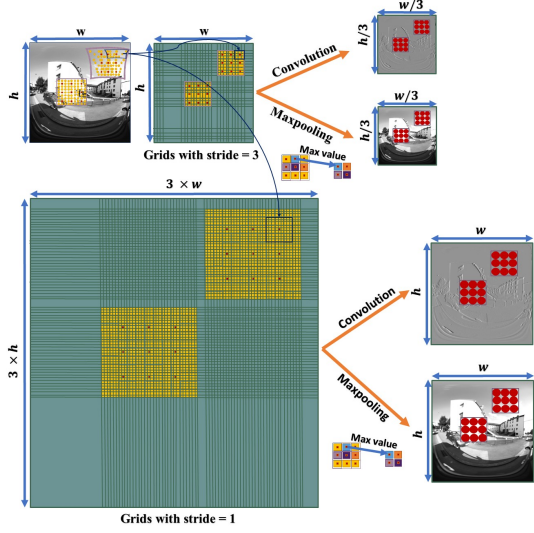 w
w
w/3
h
h
h/3
Convolution
Maxpooling
w/3
h/3
Max value
Grids with stride = 3
3 × w
w
3 × h
h
Convolution
Maxpooling
w
h
Max value
Grids with stride = 1